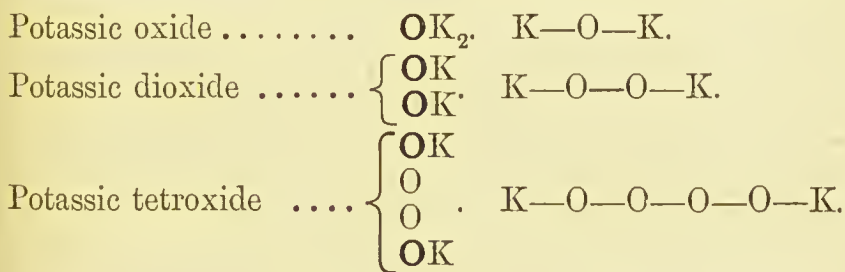 Potassic oxide ........ OK₂. K—O—K.
Potassic dioxide ...... { OK
OK . K—O—O—K.
Potassic tetroxide .... { OK
O
O
OK . K—O—O—O—O—K.